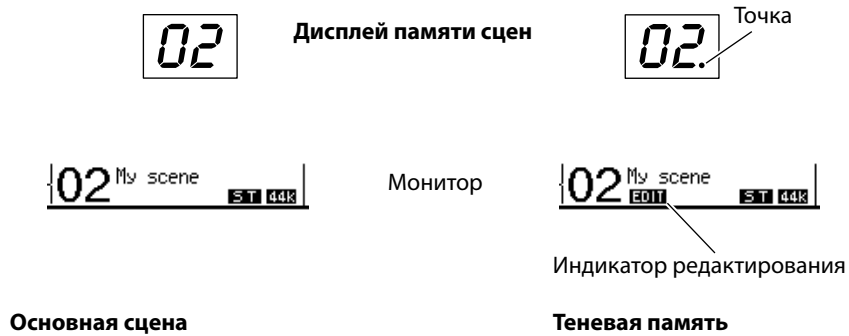 Точка
02 Дисплей памяти сцен 02.
02 My scene ST 44k Монитор 02 My scene EDIT ST 44k
Индикатор редактирования
Основная сцена Теневая память